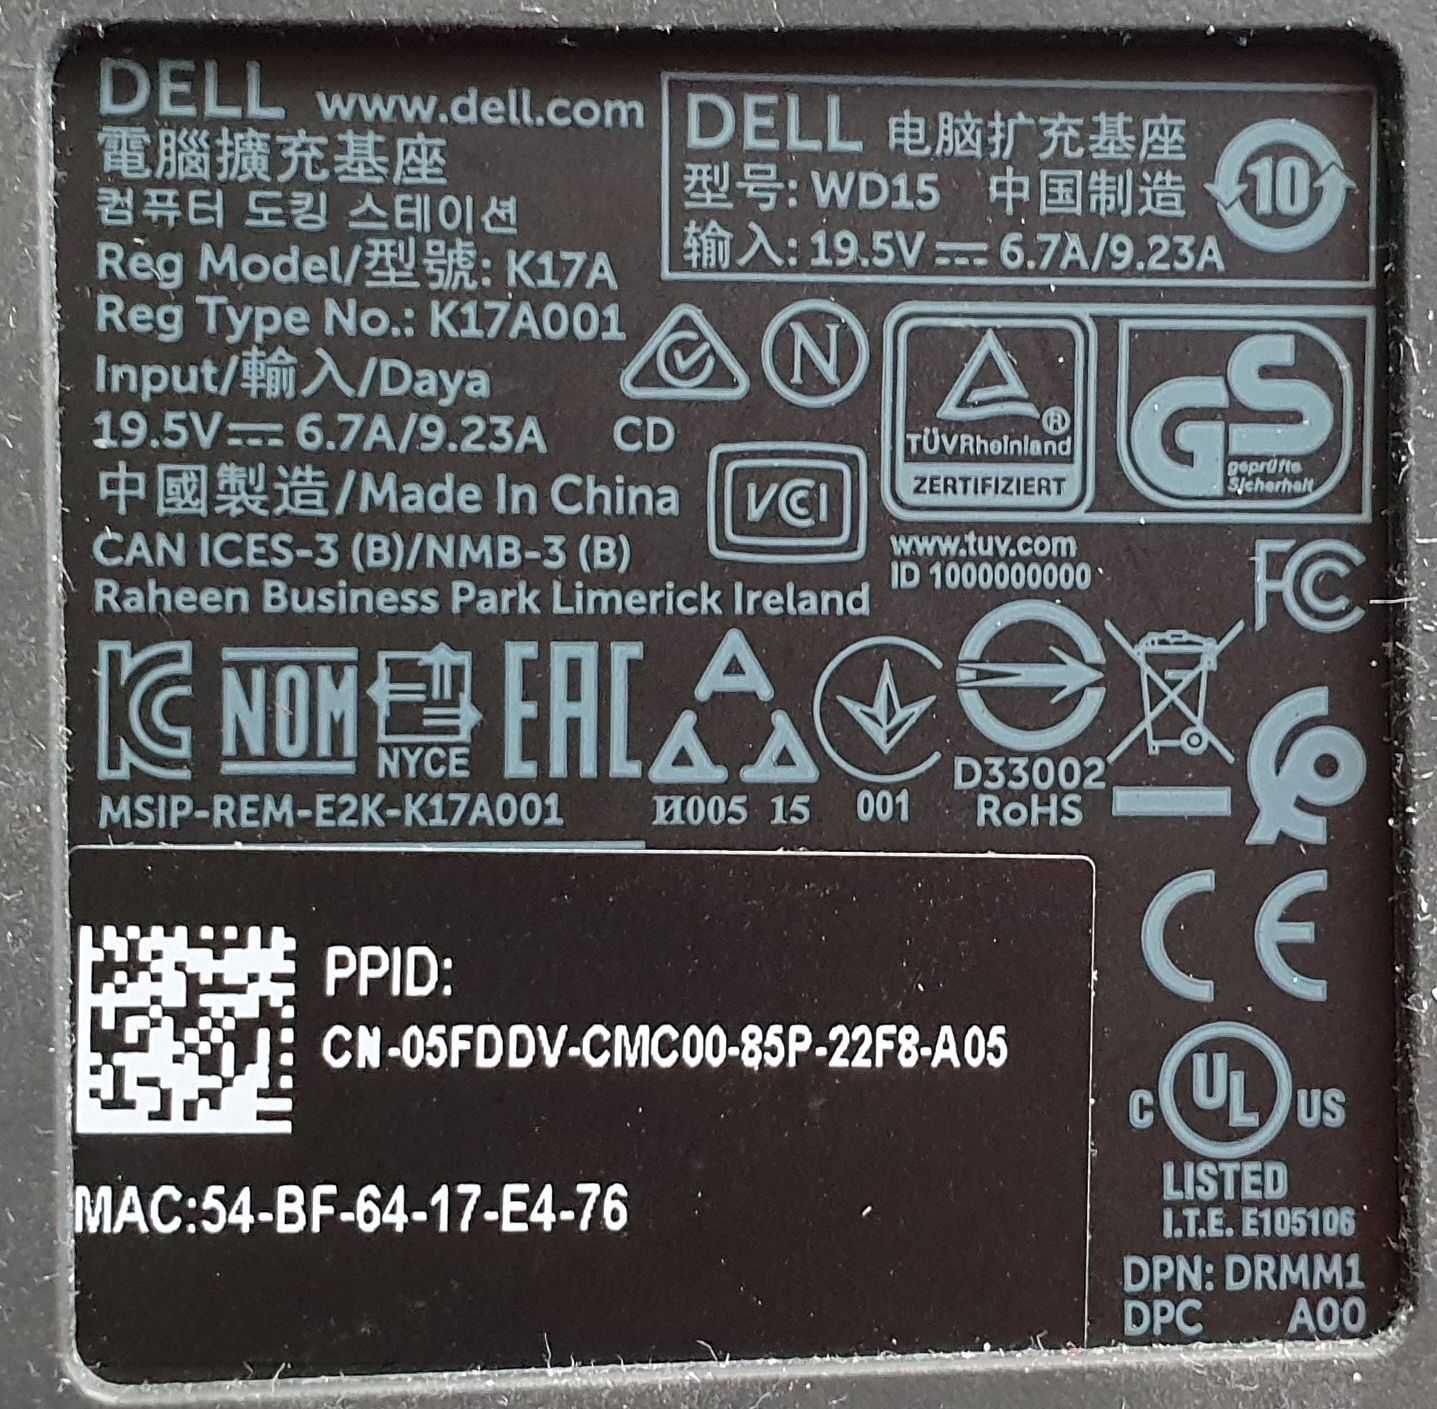 DELL www.dell.com
電腦擴充基座
컴퓨터 도킹 스테이션
Reg Model/型號: K17A
Reg Type No.: K17A001
Input/輸入/Daya
19.5V⎓6.7A/9.23A CD
中國製造/Made In China
CAN ICES-3 (B)/NMB-3 (B)
Raheen Business Park Limerick Ireland
DELL 电脑扩充基座
型号: WD15 中国制造
输入: 19.5V⎓6.7A/9.23A
10
N
VCCI
TÜVRheinland®
ZERTIFIZIERT
GS
geprüfte
Sicherheit
www.tuv.com
ID 1000000000
FC
KC NOM NYCE EAC
MSIP-REM-E2K-K17A001
И005 15
001
D33002
RoHS
CE
PPID:
CN-05FDDV-CMC00-85P-22F8-A05
MAC:54-BF-64-17-E4-76
C UL US
LISTED
I.T.E. E105106
DPN: DRMM1
DPC A00